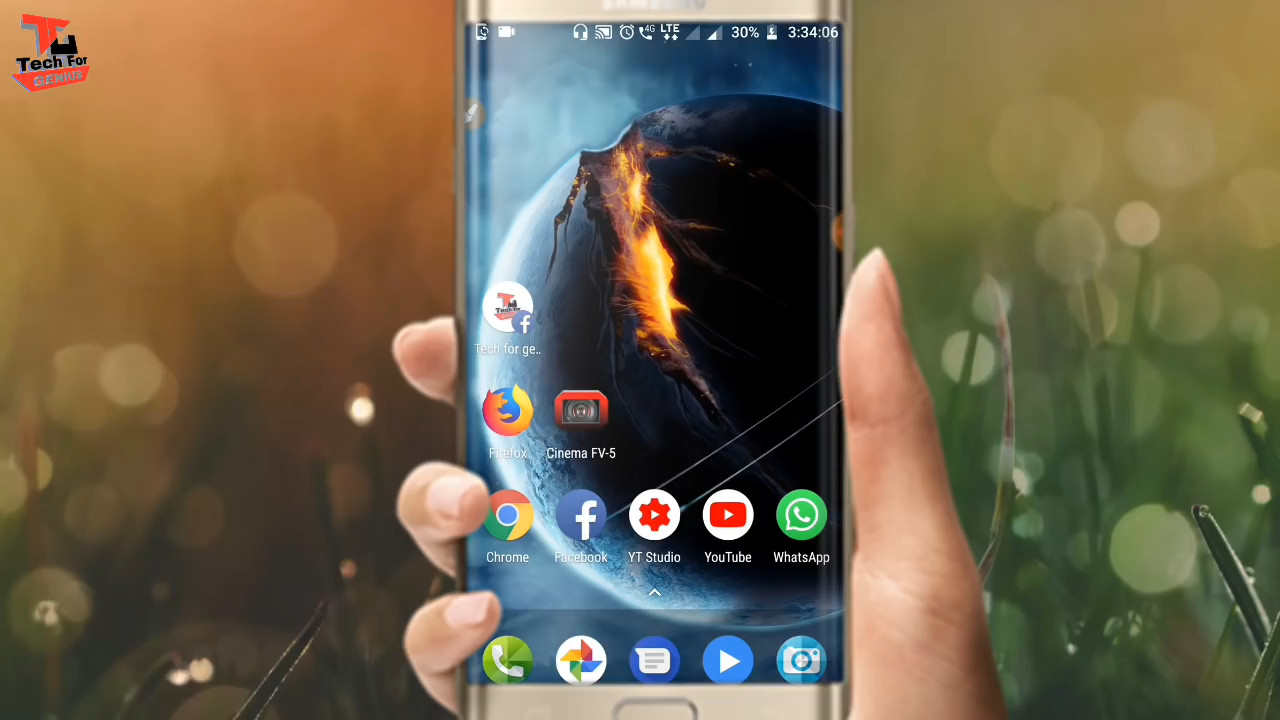 SAMSUNG
Tech For
GENIUS
4G LTE 30% 3:34:06
Tech for ge..
Firefox
Cinema FV-5
Chrome
Facebook
YT Studio
YouTube
WhatsApp